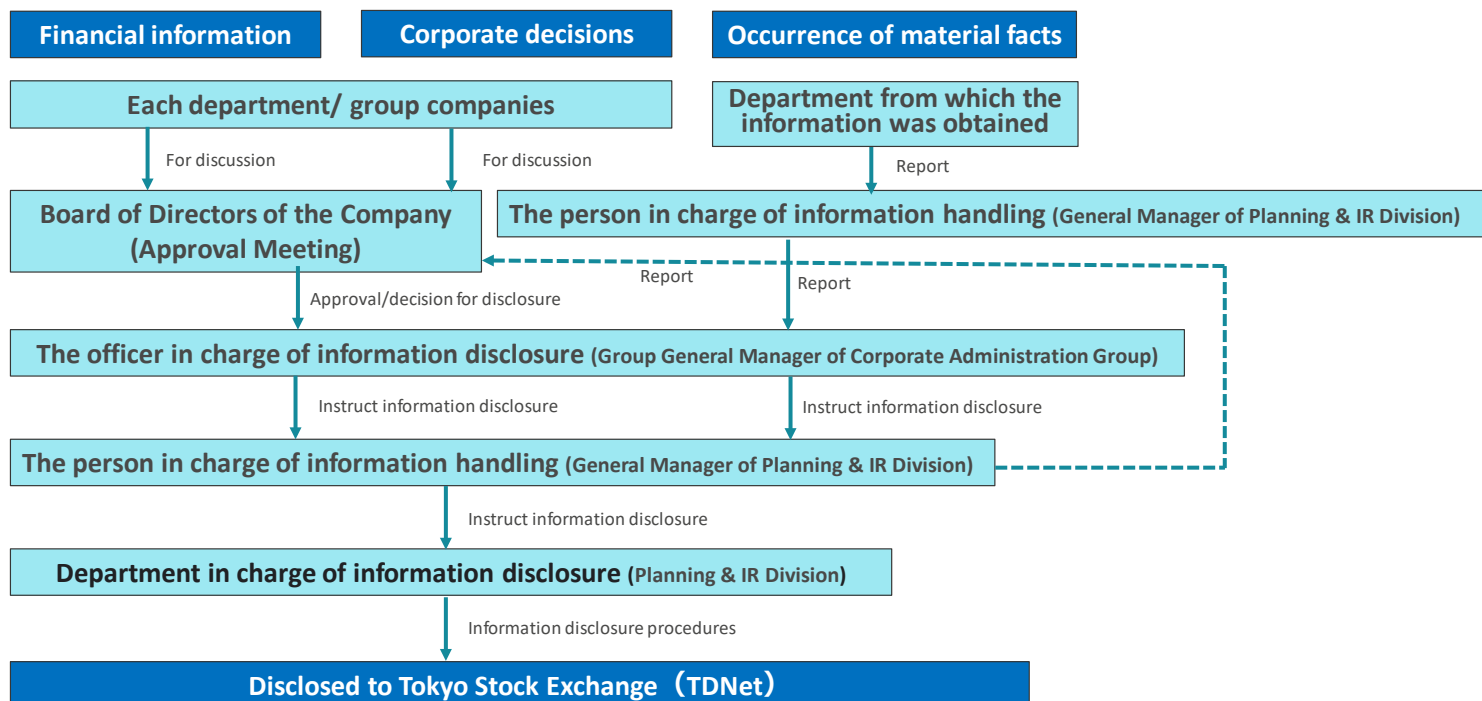 Financial information
Corporate decisions
Occurrence of material facts
Each department/ group companies
Department from which the
information was obtained
For discussion
For discussion
Report
Board of Directors of the Company
(Approval Meeting)
The person in charge of information handling (General Manager of Planning & IR Division)
Report
Report
Approval/decision for disclosure
The officer in charge of information disclosure (Group General Manager of Corporate Administration Group)
Instruct information disclosure
Instruct information disclosure
The person in charge of information handling (General Manager of Planning & IR Division)
Instruct information disclosure
Department in charge of information disclosure (Planning & IR Division)
Information disclosure procedures
Disclosed to Tokyo Stock Exchange（TDNet）